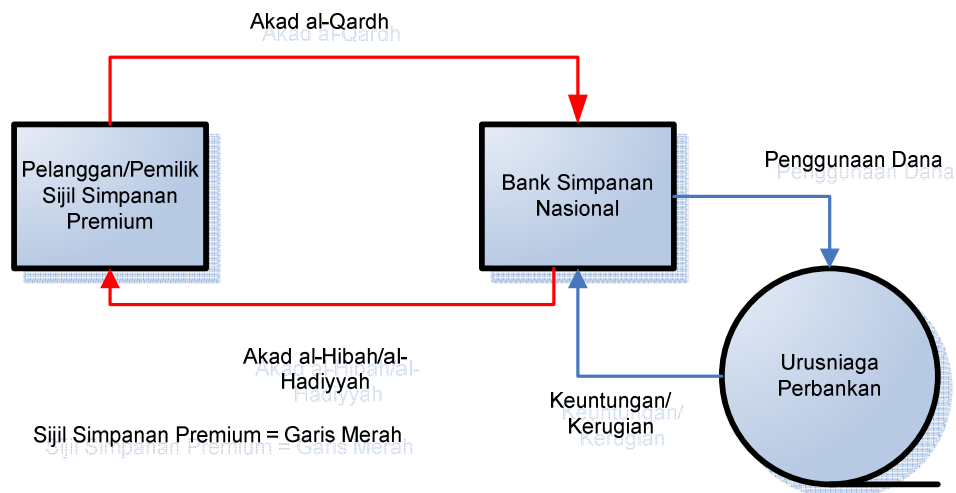 Akad al-Qardh
Pelanggan/Pemilik
Sijil Simpanan
Premium
Bank Simpanan
Nasional
Penggunaan Dana
Urusniaga
Perbankan
Akad al-Hibah/al-
Hadiyyah
Keuntungan/
Kerugian
Sijil Simpanan Premium = Garis Merah